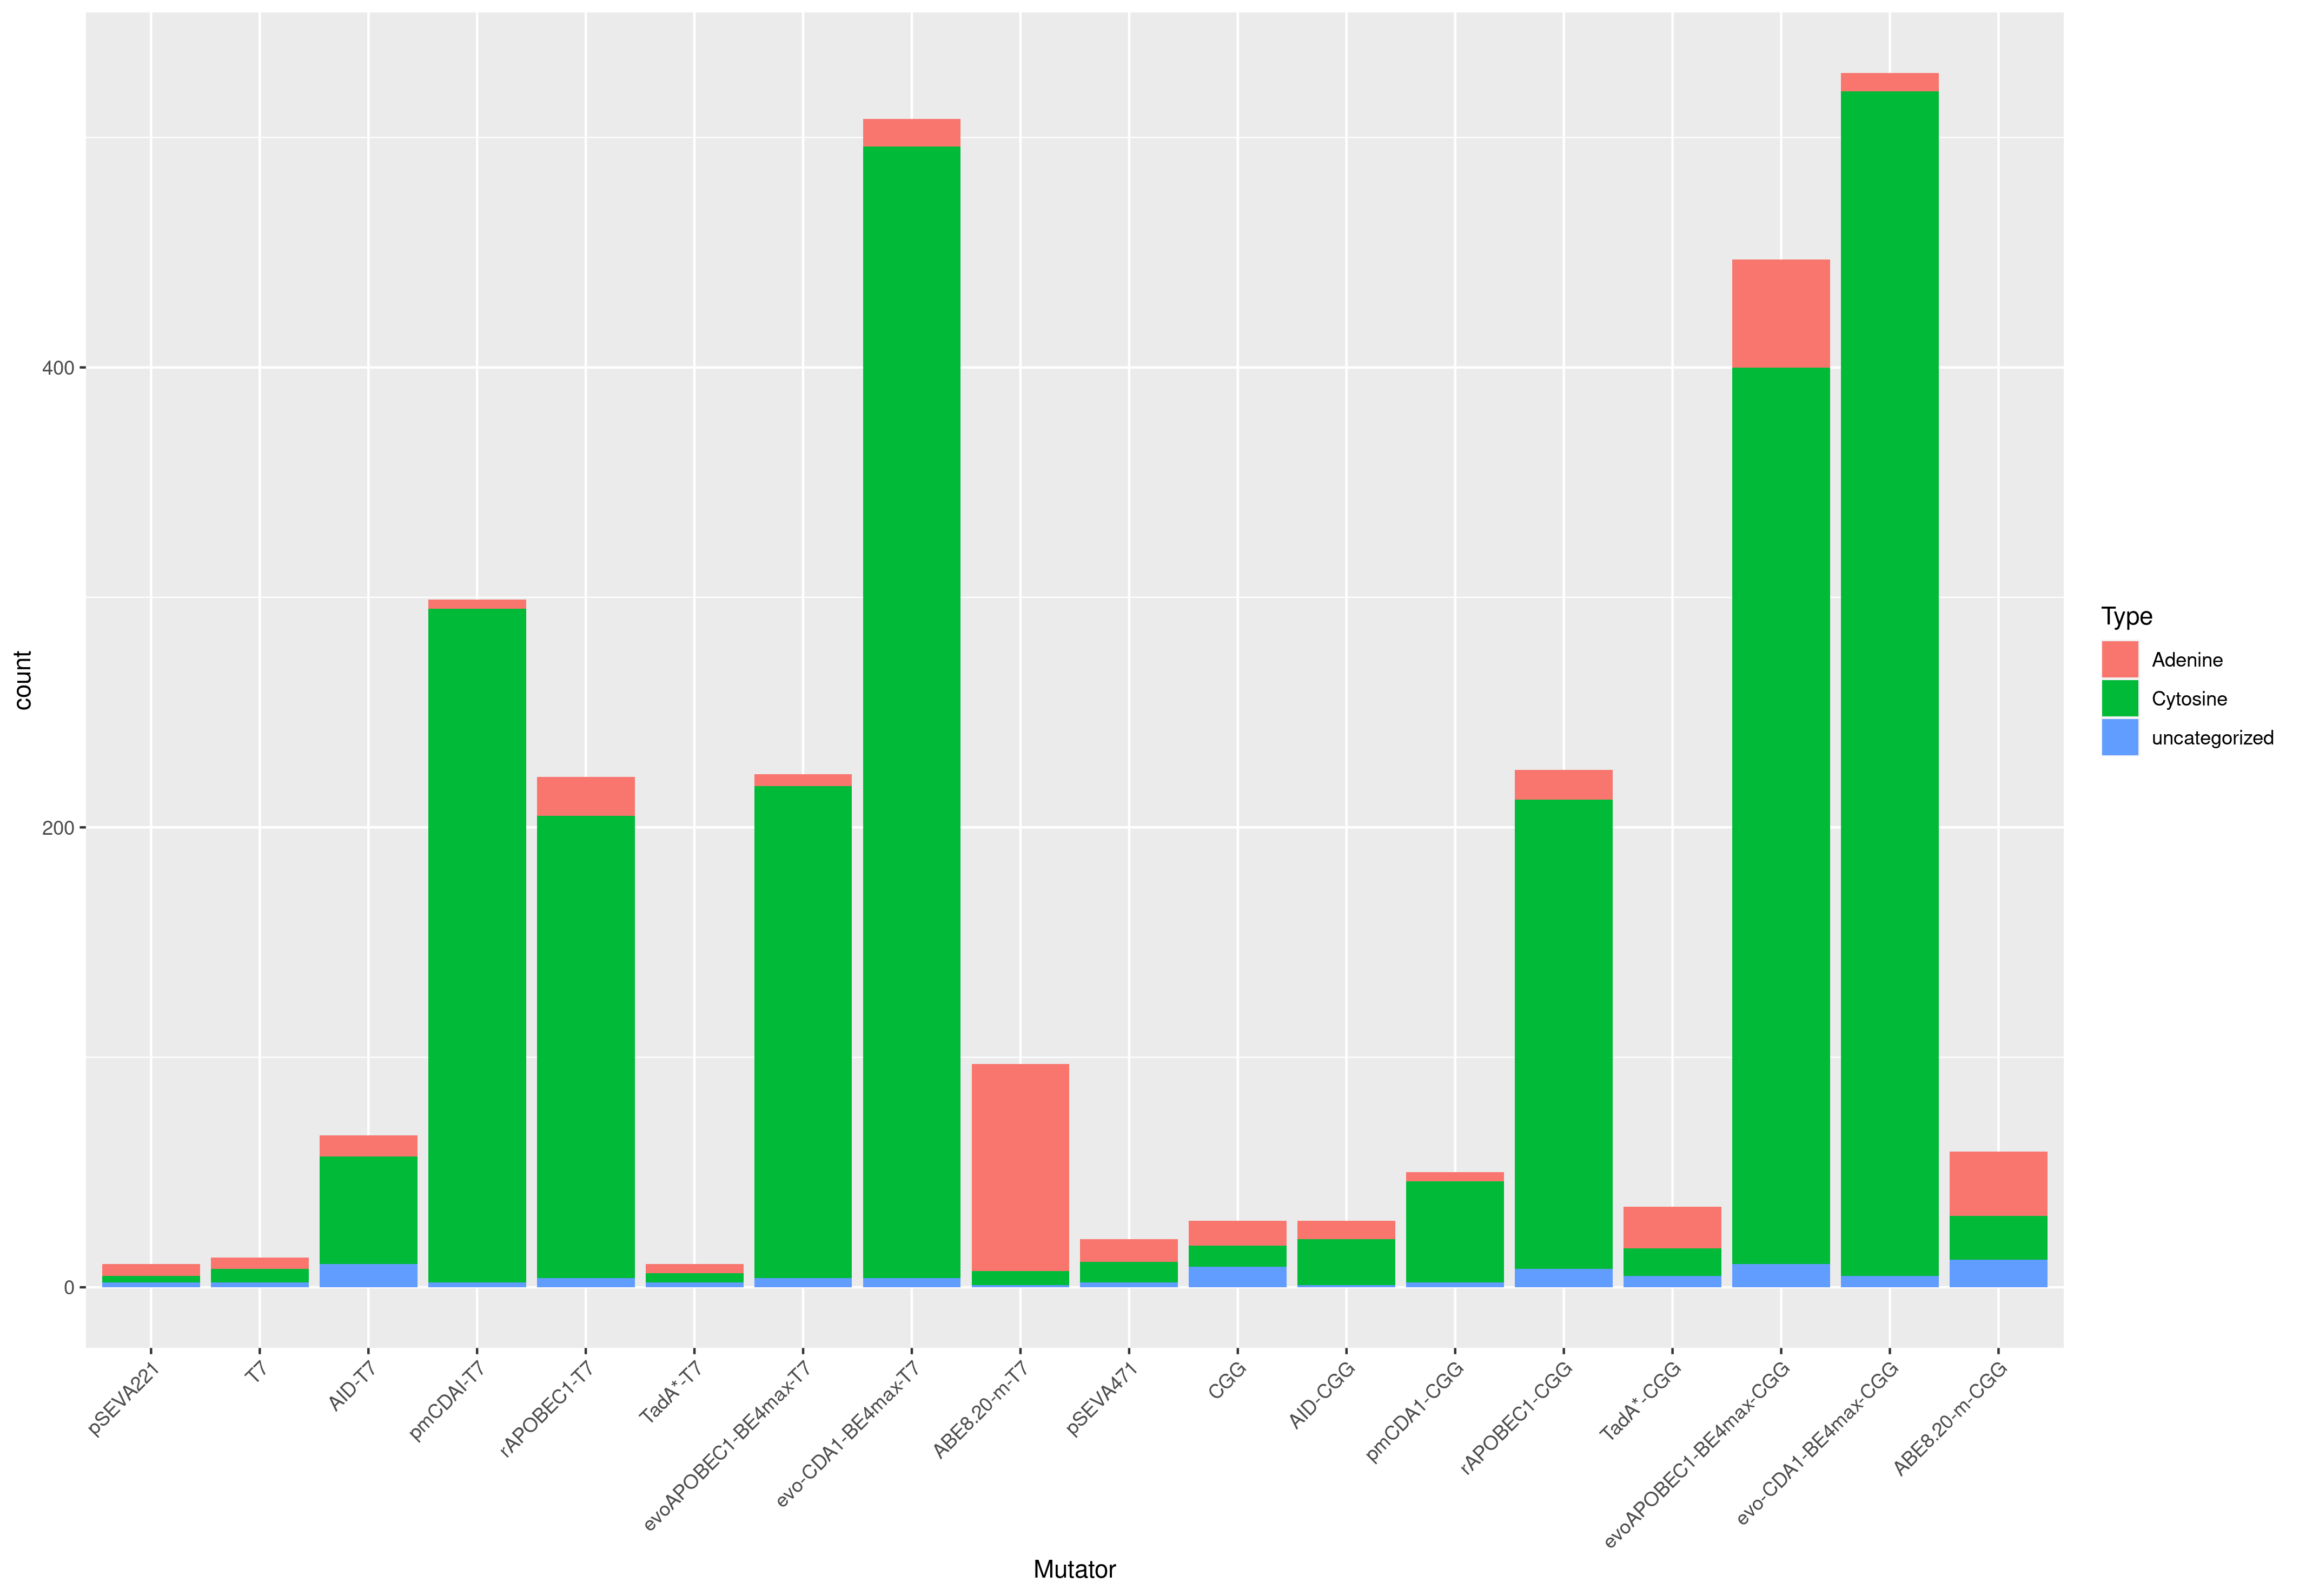 count
400
200
0
pSEVA221
T7
AID-T7
pmCDAI-T7
rAPOBEC1-T7
TadA*-T7
evoAPOBEC1-BE4max-T7
evo-CDA1-BE4max-T7
ABE8.20-m-T7
pSEVA471
CGG
AID-CGG
pmCDA1-CGG
rAPOBEC1-CGG
TadA*-CGG
evoAPOBEC1-BE4max-CGG
evo-CDA1-BE4max-CGG
ABE8.20-m-CGG
Mutator
Type
Adenine
Cytosine
uncategorized